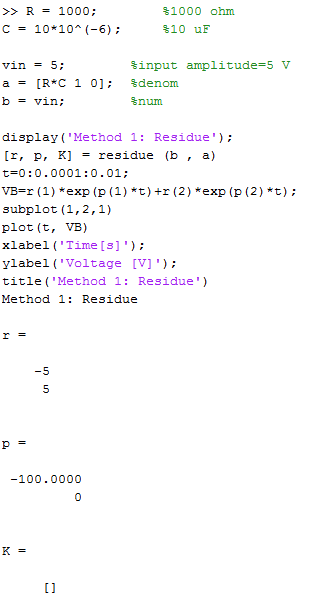 >> R = 1000; %1000 ohm
C = 10*10^(-6); %10 uF
vin = 5; %input amplitude=5 V
a = [R*C 1 0]; %denom
b = vin; %num
display('Method 1: Residue');
[r, p, K] = residue (b , a)
t=0:0.0001:0.01;
VB=r(1)*exp(p(1)*t)+r(2)*exp(p(2)*t);
subplot(1,2,1)
plot(t, VB)
xlabel('Time[s]');
ylabel('Voltage [V]');
title('Method 1: Residue')
Method 1: Residue
r =
-5
5
p =
-100.0000
0
K =
[]